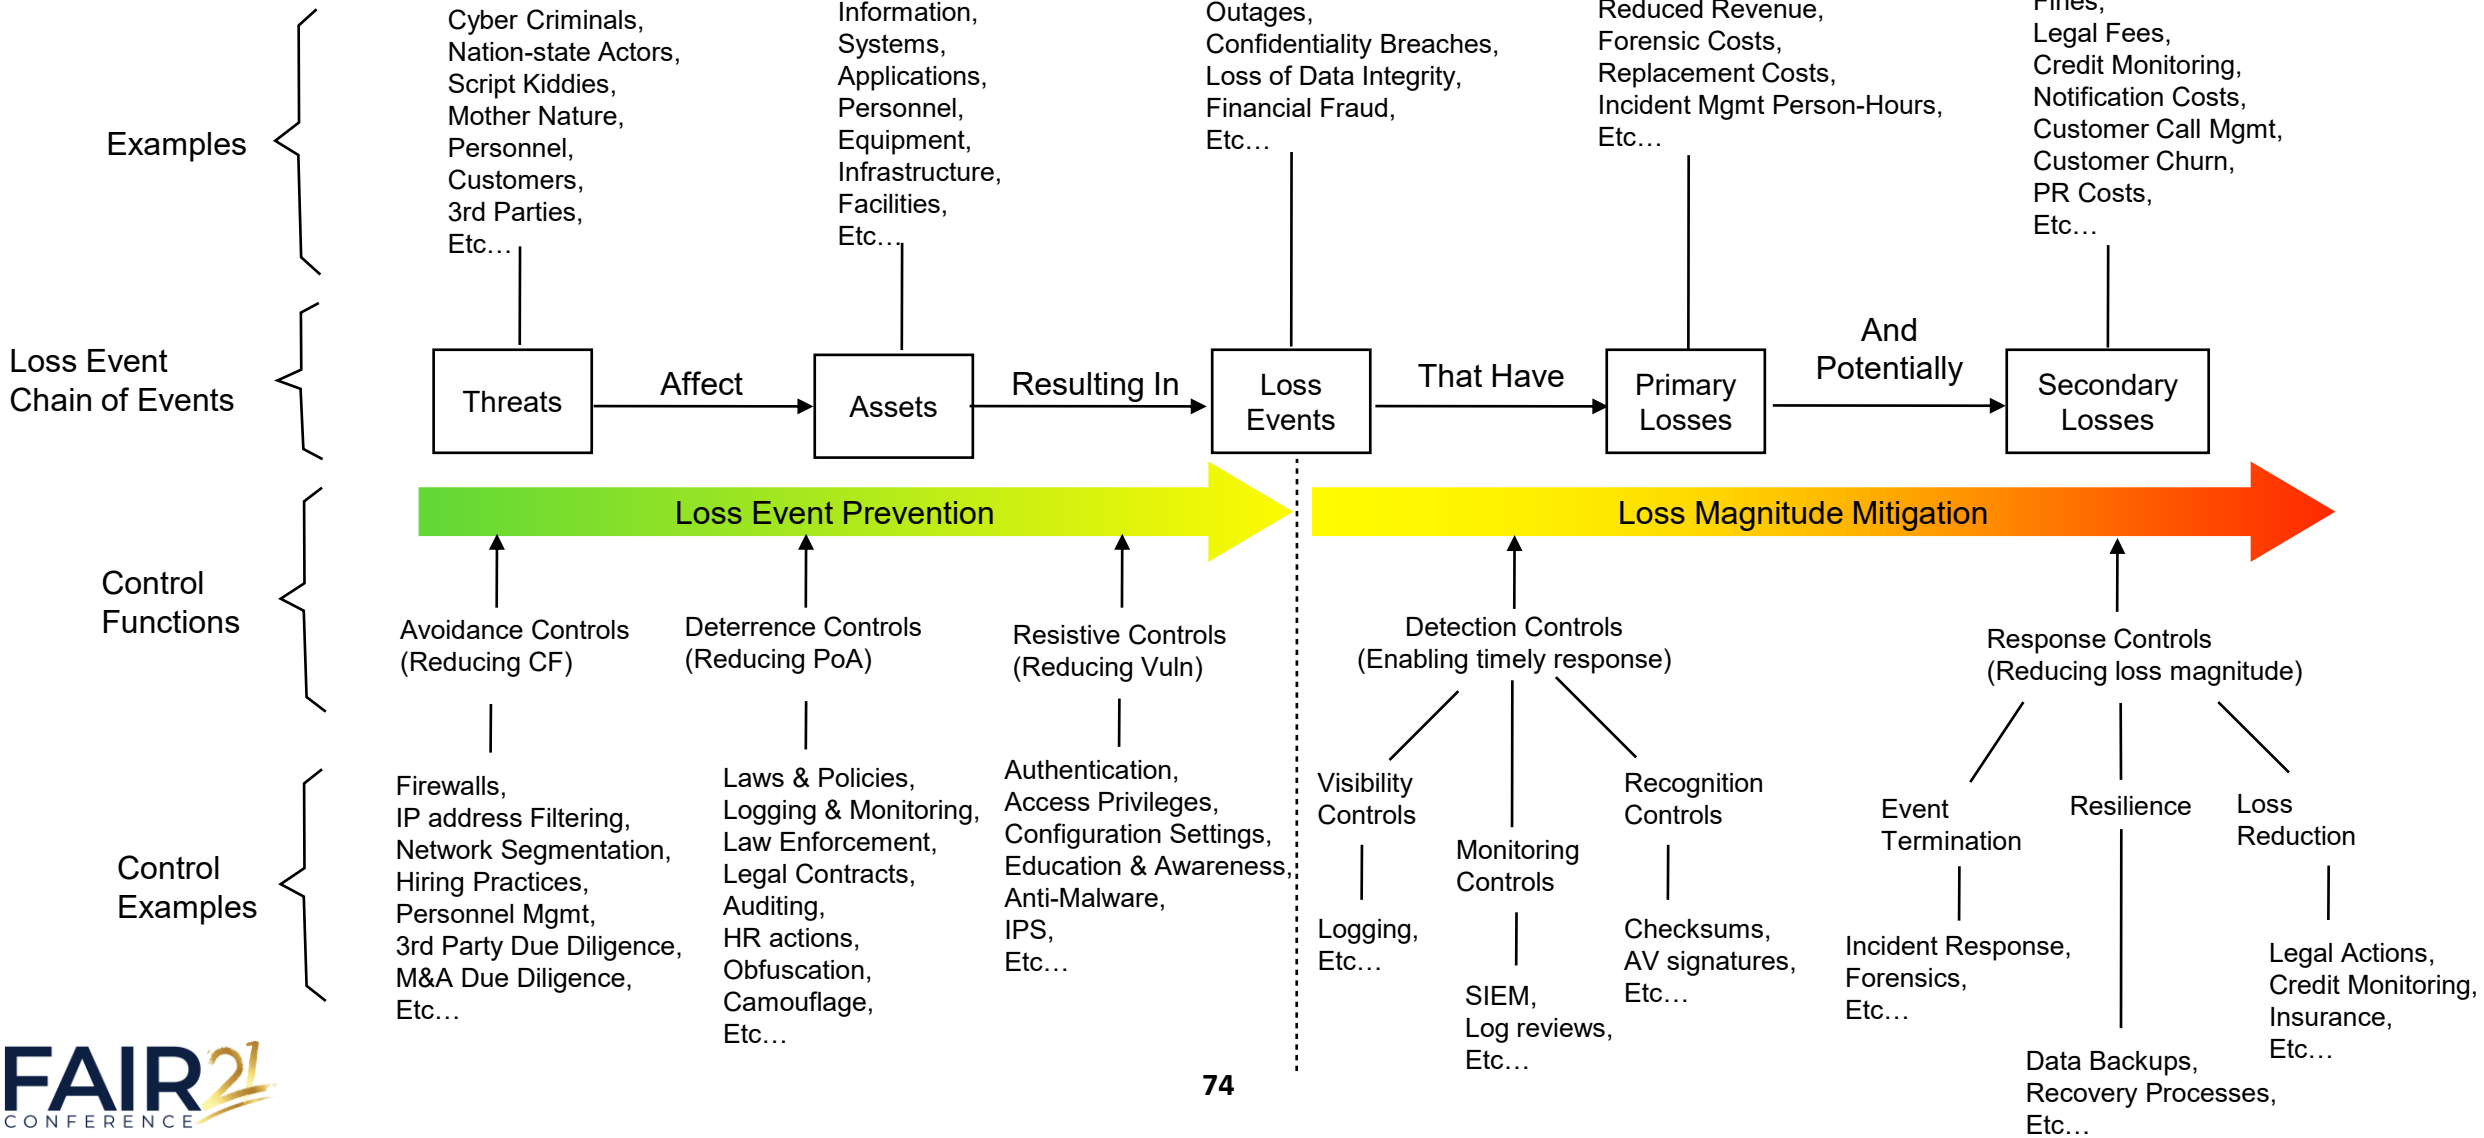 Cyber Criminals,
Nation-state Actors,
Script Kiddies,
Mother Nature,
Personnel,
Customers,
3rd Parties,
Etc…
Information,
Systems,
Applications,
Personnel,
Equipment,
Infrastructure,
Facilities,
Etc…
Outages,
Confidentiality Breaches,
Loss of Data Integrity,
Financial Fraud,
Etc…
Reduced Revenue,
Forensic Costs,
Replacement Costs,
Incident Mgmt Person-Hours,
Etc…
Fines,
Legal Fees,
Credit Monitoring,
Notification Costs,
Customer Call Mgmt,
Customer Churn,
PR Costs,
Etc…
Examples
Loss Event
Chain of Events
Threats
Affect
Assets
Resulting In
Loss
Events
That Have
Primary
Losses
And
Potentially
Secondary
Losses
Loss Event Prevention
Loss Magnitude Mitigation
Control
Functions
Avoidance Controls
(Reducing CF)
Deterrence Controls
(Reducing PoA)
Resistive Controls
(Reducing Vuln)
Detection Controls
(Enabling timely response)
Response Controls
(Reducing loss magnitude)
Control
Examples
Firewalls,
IP address Filtering,
Network Segmentation,
Hiring Practices,
Personnel Mgmt,
3rd Party Due Diligence,
M&A Due Diligence,
Etc…
Laws & Policies,
Logging & Monitoring,
Law Enforcement,
Legal Contracts,
Auditing,
HR actions,
Obfuscation,
Camouflage,
Etc…
Authentication,
Access Privileges,
Configuration Settings,
Education & Awareness,
Anti-Malware,
IPS,
Etc…
Visibility
Controls
Logging,
Etc…
Monitoring
Controls
SIEM,
Log reviews,
Etc…
Recognition
Controls
Checksums,
AV signatures,
Etc…
Event
Termination
Incident Response,
Forensics,
Etc…
Resilience
Data Backups,
Recovery Processes,
Etc…
Loss
Reduction
Legal Actions,
Credit Monitoring,
Insurance,
Etc…
FAIR21
CONFERENCE
74